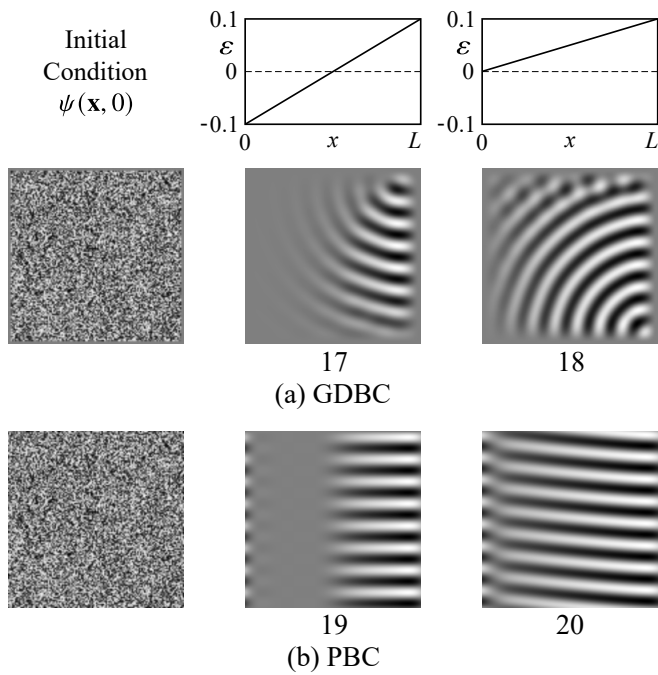 Initial
Condition
ψ(x, 0)
0.1
ε
0
-0.1
0
x
L
0.1
ε
0
-0.1
0
x
L
17
18
(a) GDBC
19
20
(b) PBC